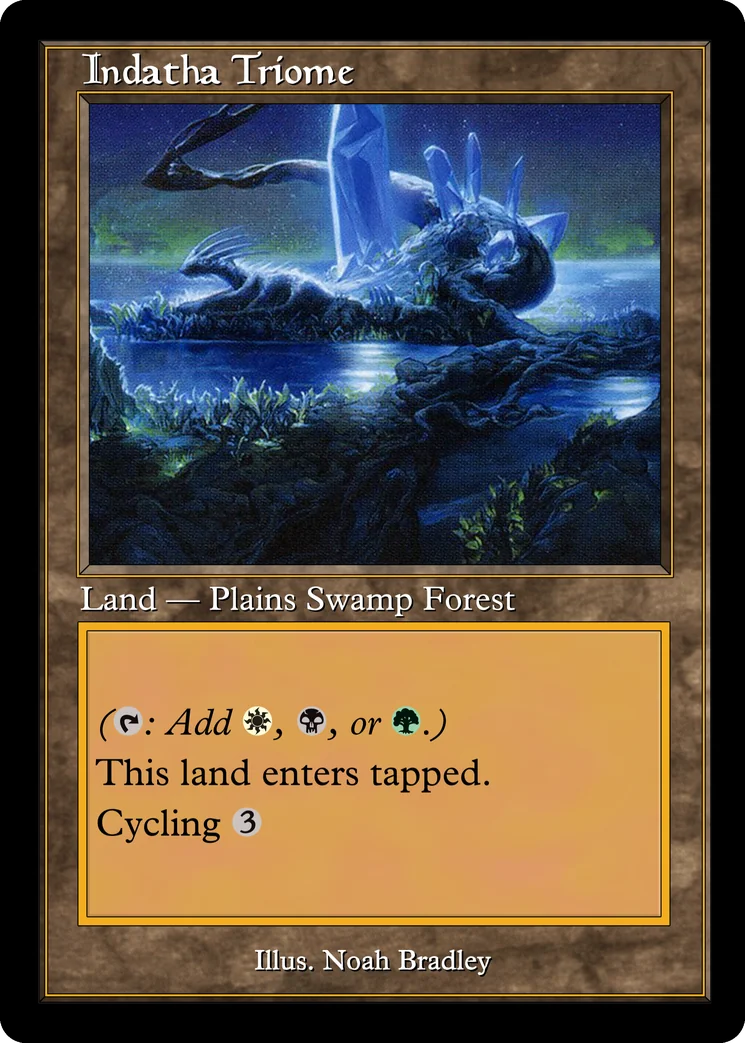 Indatha Triome
Land — Plains Swamp Forest
(: Add , , or .)
This land enters tapped.
Cycling 3
Illus. Noah Bradley